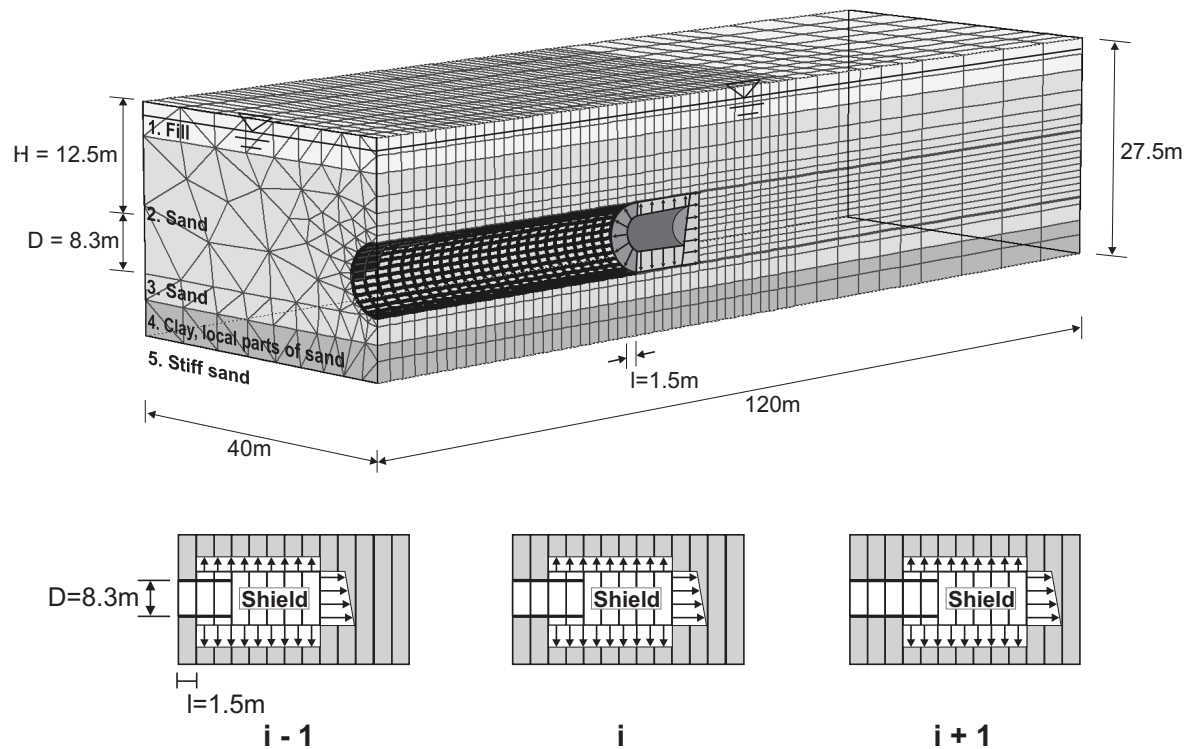 1. Fill
H = 12.5m
27.5m
2. Sand
D = 8.3m
3. Sand
4. Clay, local parts of sand
5. Stiff sand
l=1.5m
120m
40m
D=8.3m
Shield
Shield
Shield
l=1.5m
i - 1
i
i + 1